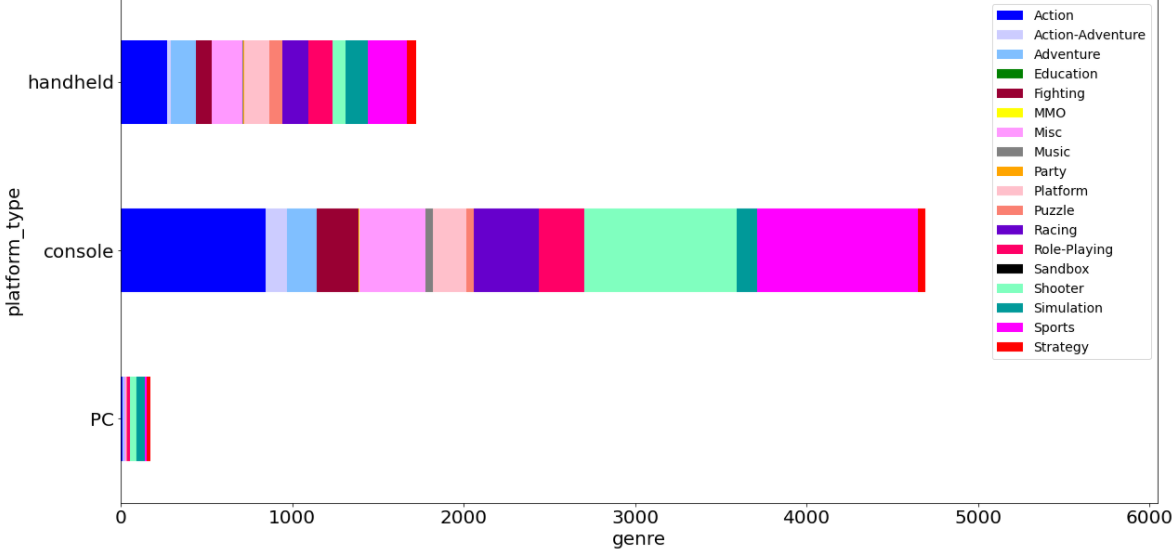 platform_type
handheld
console
PC
0 1000 2000 3000 4000 5000 6000
genre
Action
Action-Adventure
Adventure
Education
Fighting
MMO
Misc
Music
Party
Platform
Puzzle
Racing
Role-Playing
Sandbox
Shooter
Simulation
Sports
Strategy